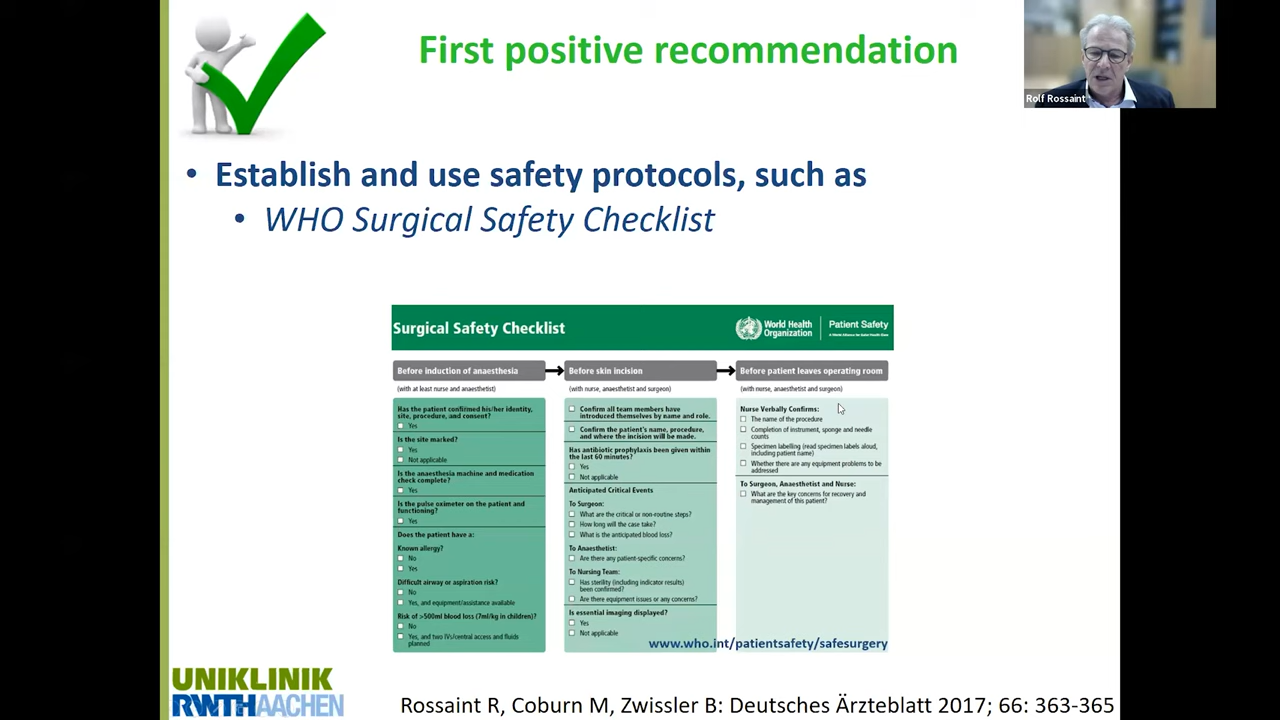 First positive recommendation
Rolf Rossaint
• Establish and use safety protocols, such as
• WHO Surgical Safety Checklist
Surgical Safety Checklist
World Health
Organization
Patient Safety
Before induction of anaesthesia
(with at least nurse and anaesthetist)
Has the patient confirmed his/her identity,
site, procedure, and consent?
Yes
Is the site marked?
Yes
Not applicable
Is the anaesthesia machine and medication
check complete?
Yes
Is the pulse oximeter on the patient and
functioning?
Yes
Does the patient have a:
Known allergy?
No
Yes
Difficult airway or aspiration risk?
No
Yes, and equipment/assistance available
Risk of >500ml blood loss (7ml/kg in children)?
No
Yes, and two IVs/central access and fluids
planned
Before skin incision
(with nurse, anaesthetist and surgeon)
Confirm all team members have
introduced themselves by name and role.
Confirm the patient's name, procedure,
and where the incision will be made.
Has antibiotic prophylaxis been given within
the last 60 minutes?
Yes
Not applicable
Anticipated Critical Events
To Surgeon:
What are the critical or non-routine steps?
How long will the case take?
What is the anticipated blood loss?
To Anaesthetist:
Are there any patient-specific concerns?
To Nursing Team:
Has sterility (including indicator results)
been confirmed?
Are there equipment issues or any concerns?
Is essential imaging displayed?
Yes
Not applicable
Before patient leaves operating room
(with nurse, anaesthetist and surgeon)
Nurse Verbally Confirms:
The name of the procedure
Completion of instrument, sponge and needle
counts
Specimen labelling (read specimen labels aloud,
including patient name)
Whether there are any equipment problems to be
addressed
To Surgeon, Anaesthetist and Nurse:
What are the key concerns for recovery and
management of this patient?
www.who.int/patientsafety/safesurgery
UNIKLINIK
RWTHAACHEN
Rossaint R, Coburn M, Zwissler B: Deutsches Ärzteblatt 2017; 66: 363-365